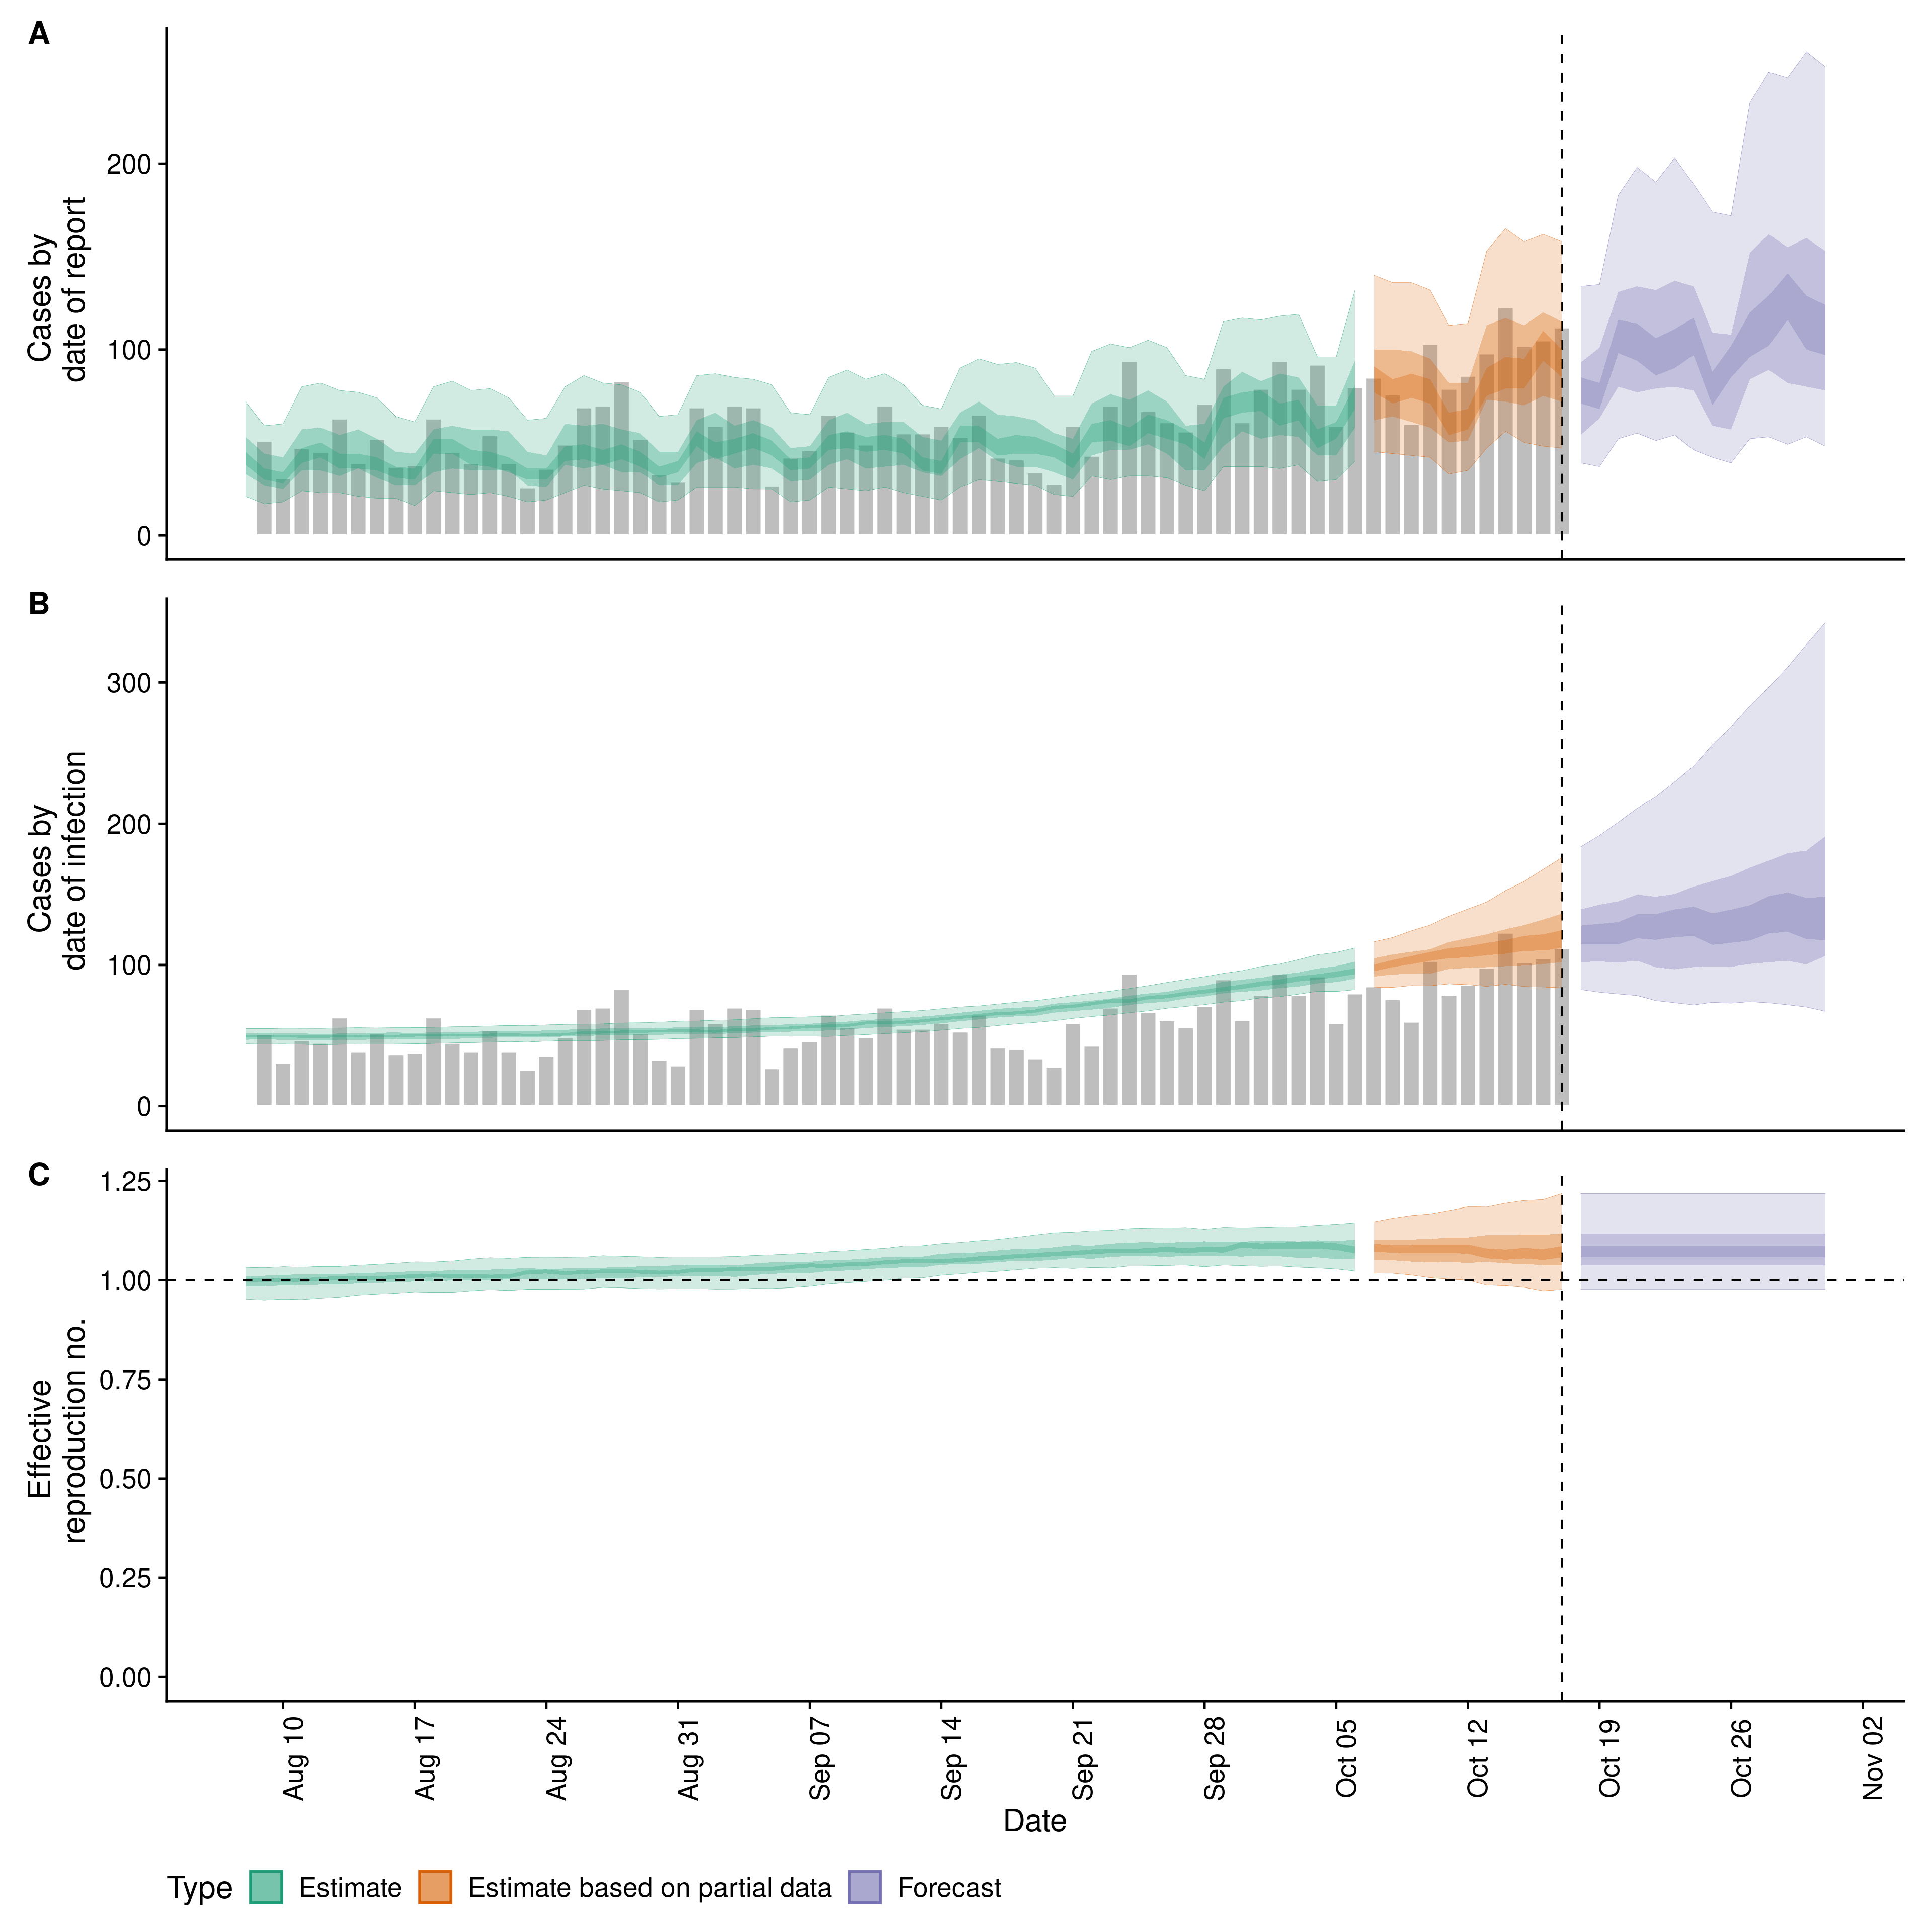 A
Cases by
date of report
200
100
0
B
Cases by
date of infection
300
200
100
0
C
Effective
reproduction no.
1.25
1.00
0.75
0.50
0.25
0.00
Aug 10
Aug 17
Aug 24
Aug 31
Sep 07
Sep 14
Sep 21
Sep 28
Oct 05
Oct 12
Oct 19
Oct 26
Nov 02
Date
Type Estimate Estimate based on partial data Forecast